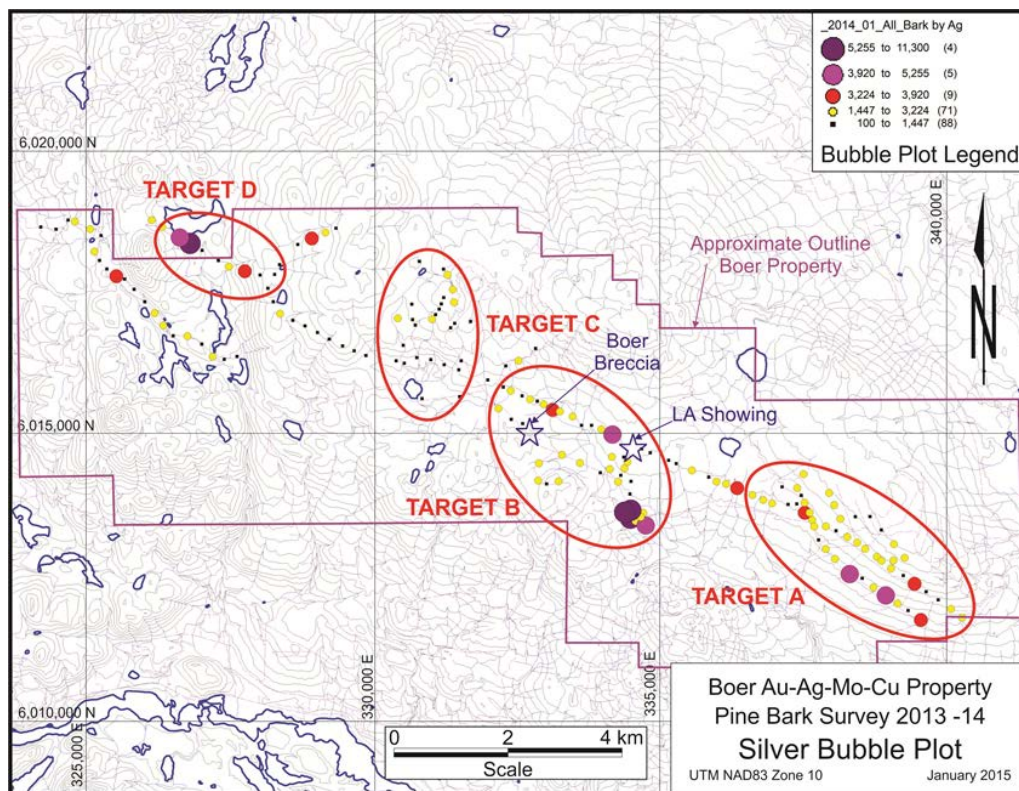 _2014_01_All_Bark by Ag
5,255 to 11,300 (4)
3,920 to 5,255 (5)
3,224 to 3,920 (9)
1,447 to 3,224 (71)
100 to 1,447 (88)
Bubble Plot Legend
6,020,000 N
TARGET D
340,000 E
Approximate Outline
Boer Property
N
TARGET C
Boer
Breccia
6,015,000 N
LA Showing
TARGET B
TARGET A
325,000 E
330,000 E
335,000 E
6,010,000 N
0 2 4 km
Scale
Boer Au-Ag-Mo-Cu Property
Pine Bark Survey 2013 -14
Silver Bubble Plot
UTM NAD83 Zone 10 January 2015